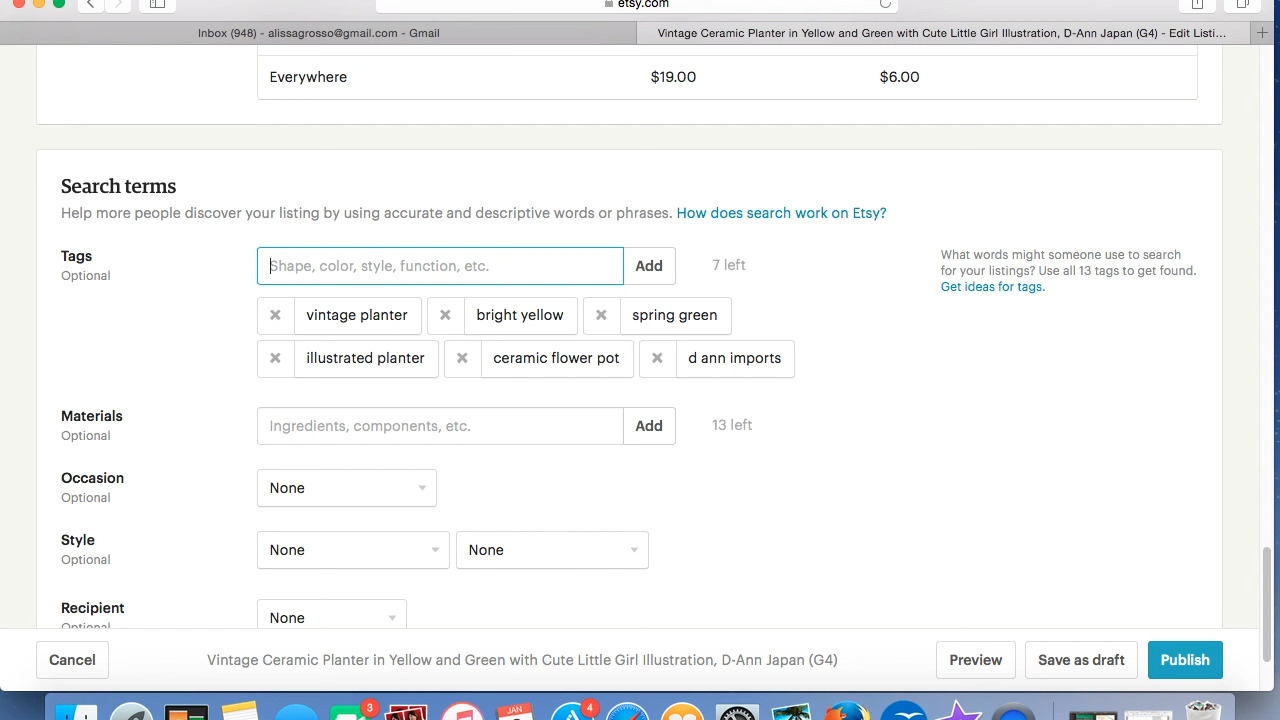 etsy.com
Inbox (948) - alissagrosso@gmail.com - Gmail
Vintage Ceramic Planter in Yellow and Green with Cute Little Girl Illustration, D-Ann Japan (G4) - Edit Listi...
Everywhere $19.00 $6.00
Search terms
Help more people discover your listing by using accurate and descriptive words or phrases. How does search work on Etsy?
Tags Shape, color, style, function, etc. Add 7 left
Optional
What words might someone use to search
for your listings? Use all 13 tags to get found.
Get ideas for tags.
vintage planter bright yellow spring green
illustrated planter ceramic flower pot d ann imports
Materials Ingredients, components, etc. Add 13 left
Optional
Occasion None
Optional
Style None None
Optional
Recipient None
Optional
Cancel Vintage Ceramic Planter in Yellow and Green with Cute Little Girl Illustration, D-Ann Japan (G4) Preview Save as draft Publish
3 JAN 4